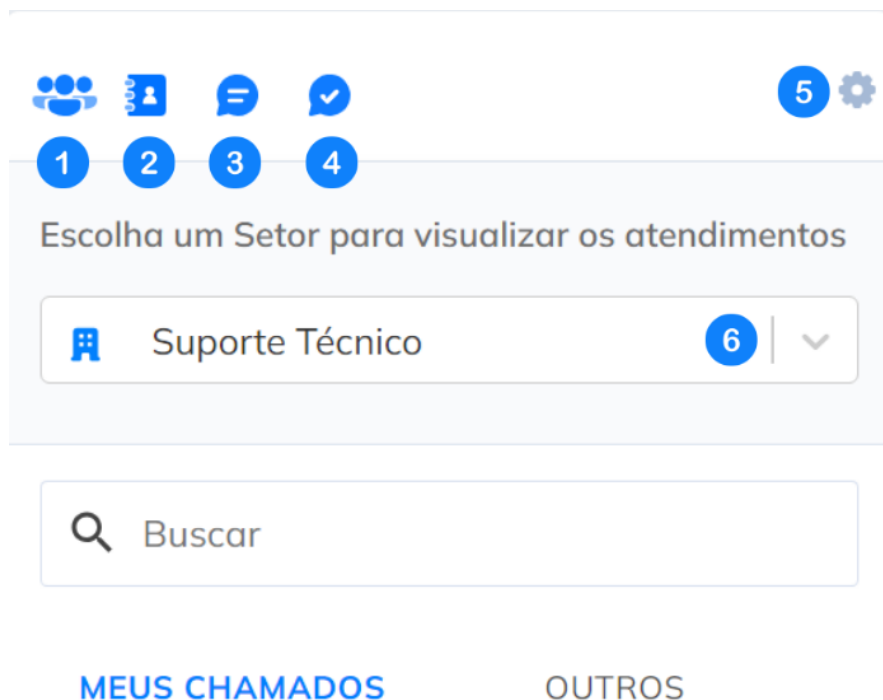 5
1 2 3 4
Escolha um Setor para visualizar os atendimentos
Suporte Técnico 6
Buscar
MEUS CHAMADOS OUTROS